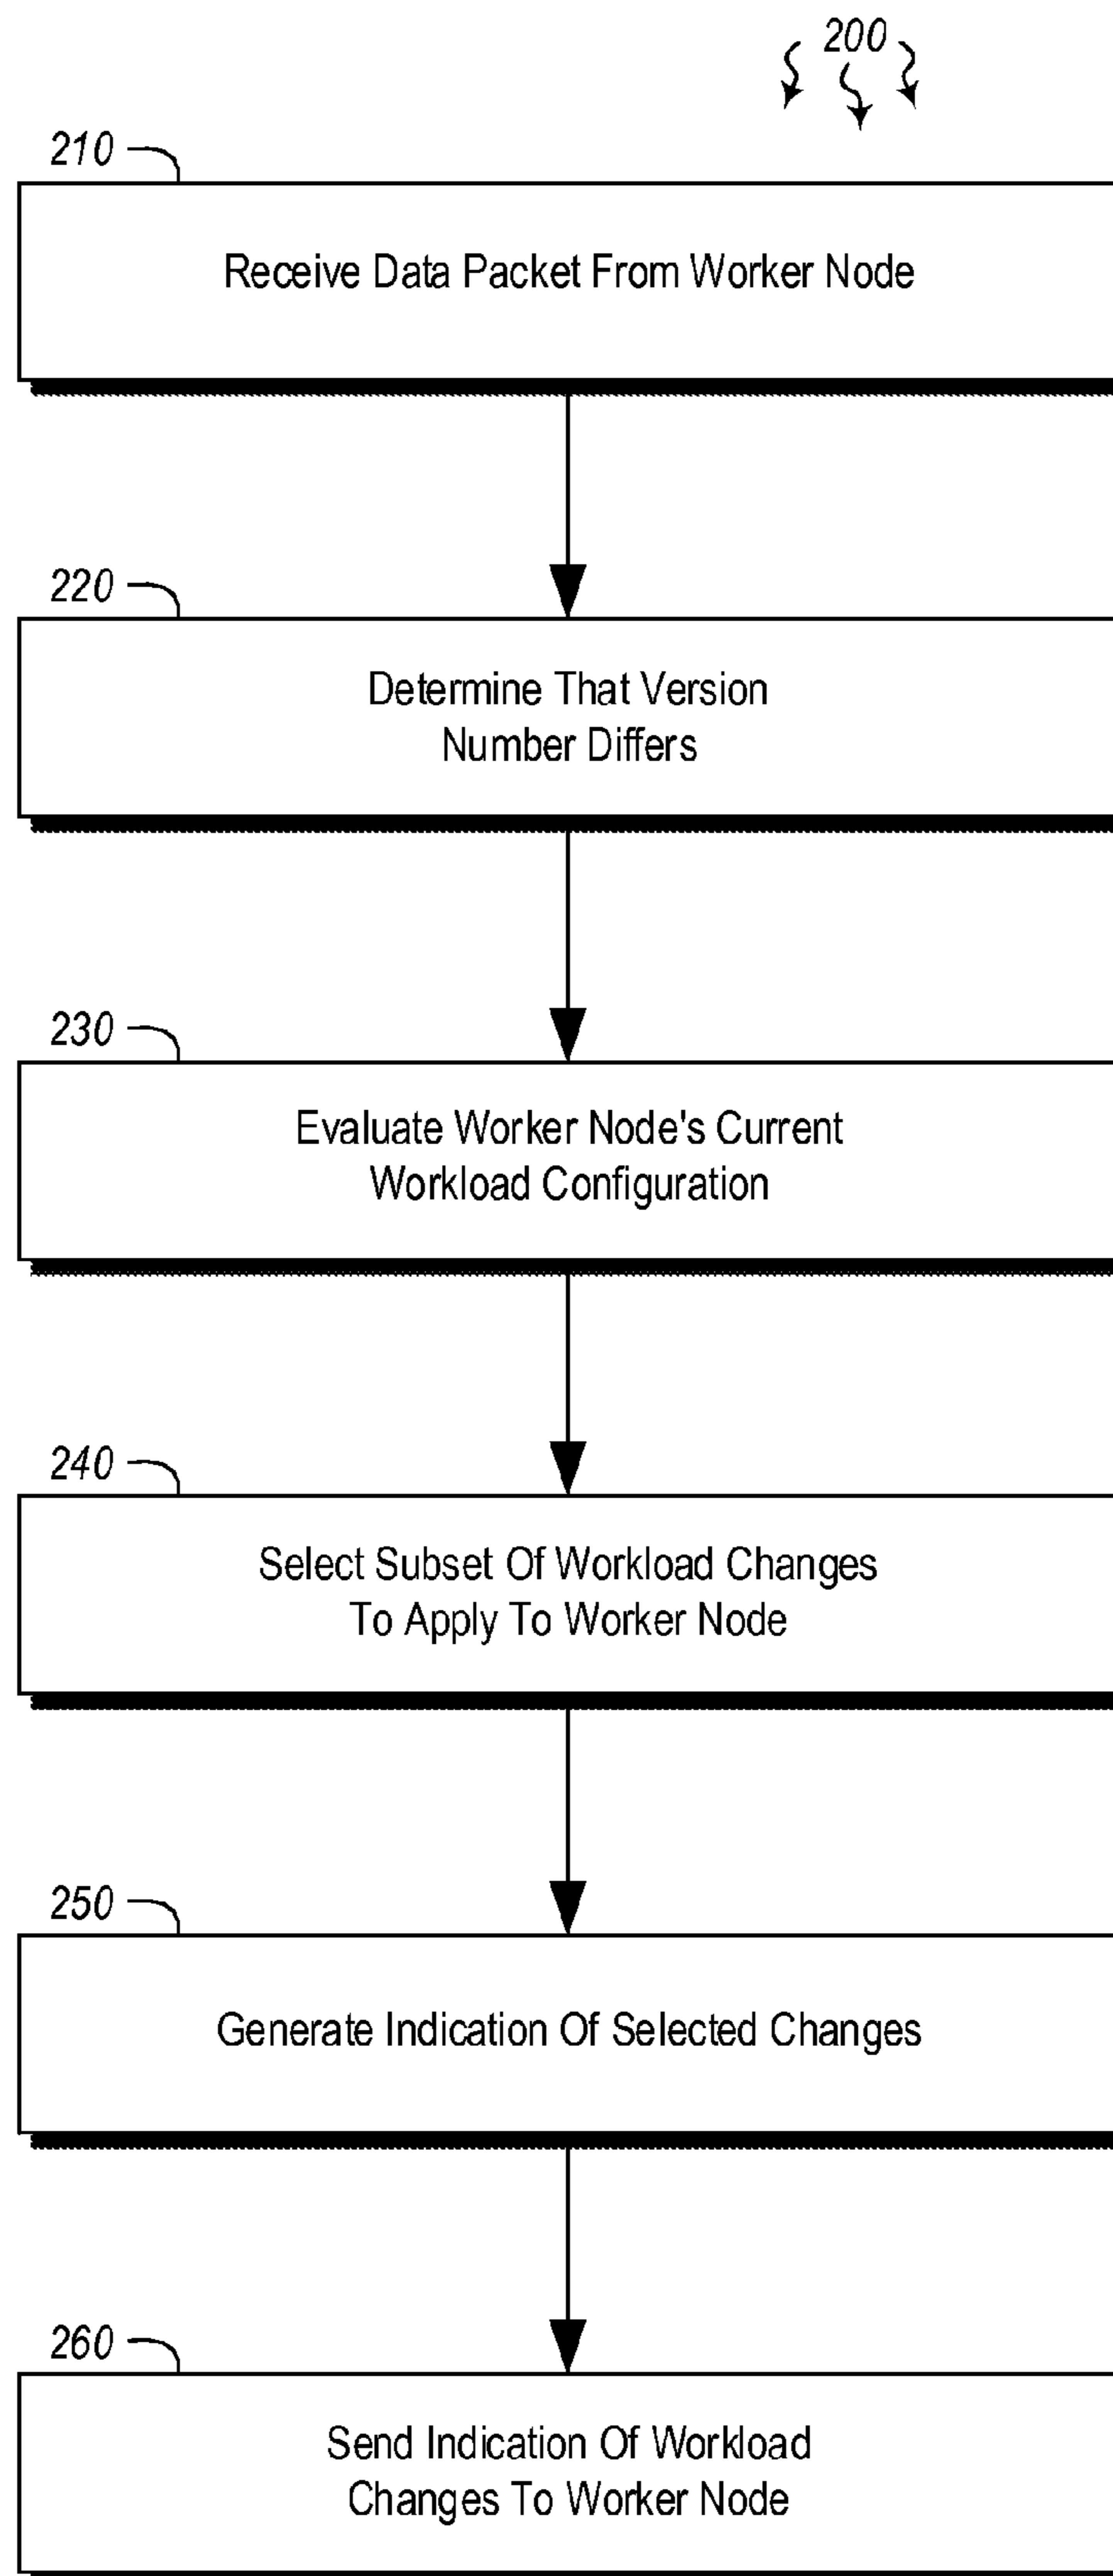 200
210
Receive Data Packet From Worker Node
220
Determine That Version
Number Differs
230
Evaluate Worker Node's Current
Workload Configuration
240
Select Subset Of Workload Changes
To Apply To Worker Node
250
Generate Indication Of Selected Changes
260
Send Indication Of Workload
Changes To Worker Node